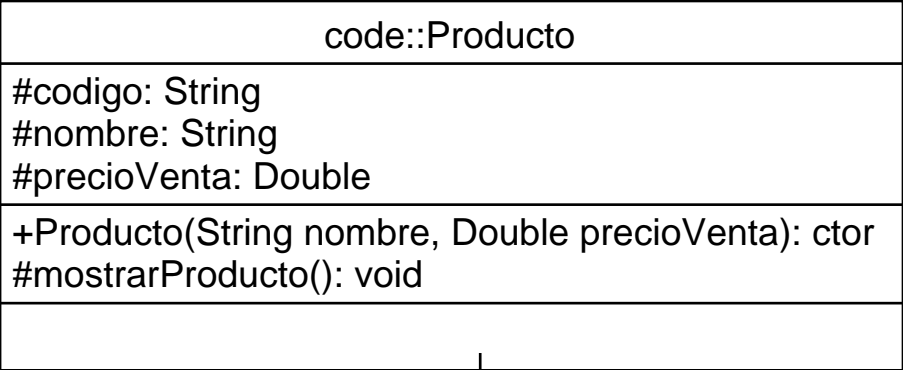 code::Producto
#codigo: String
#nombre: String
#precioVenta: Double
+Producto(String nombre, Double precioVenta): ctor
#mostrarProducto(): void